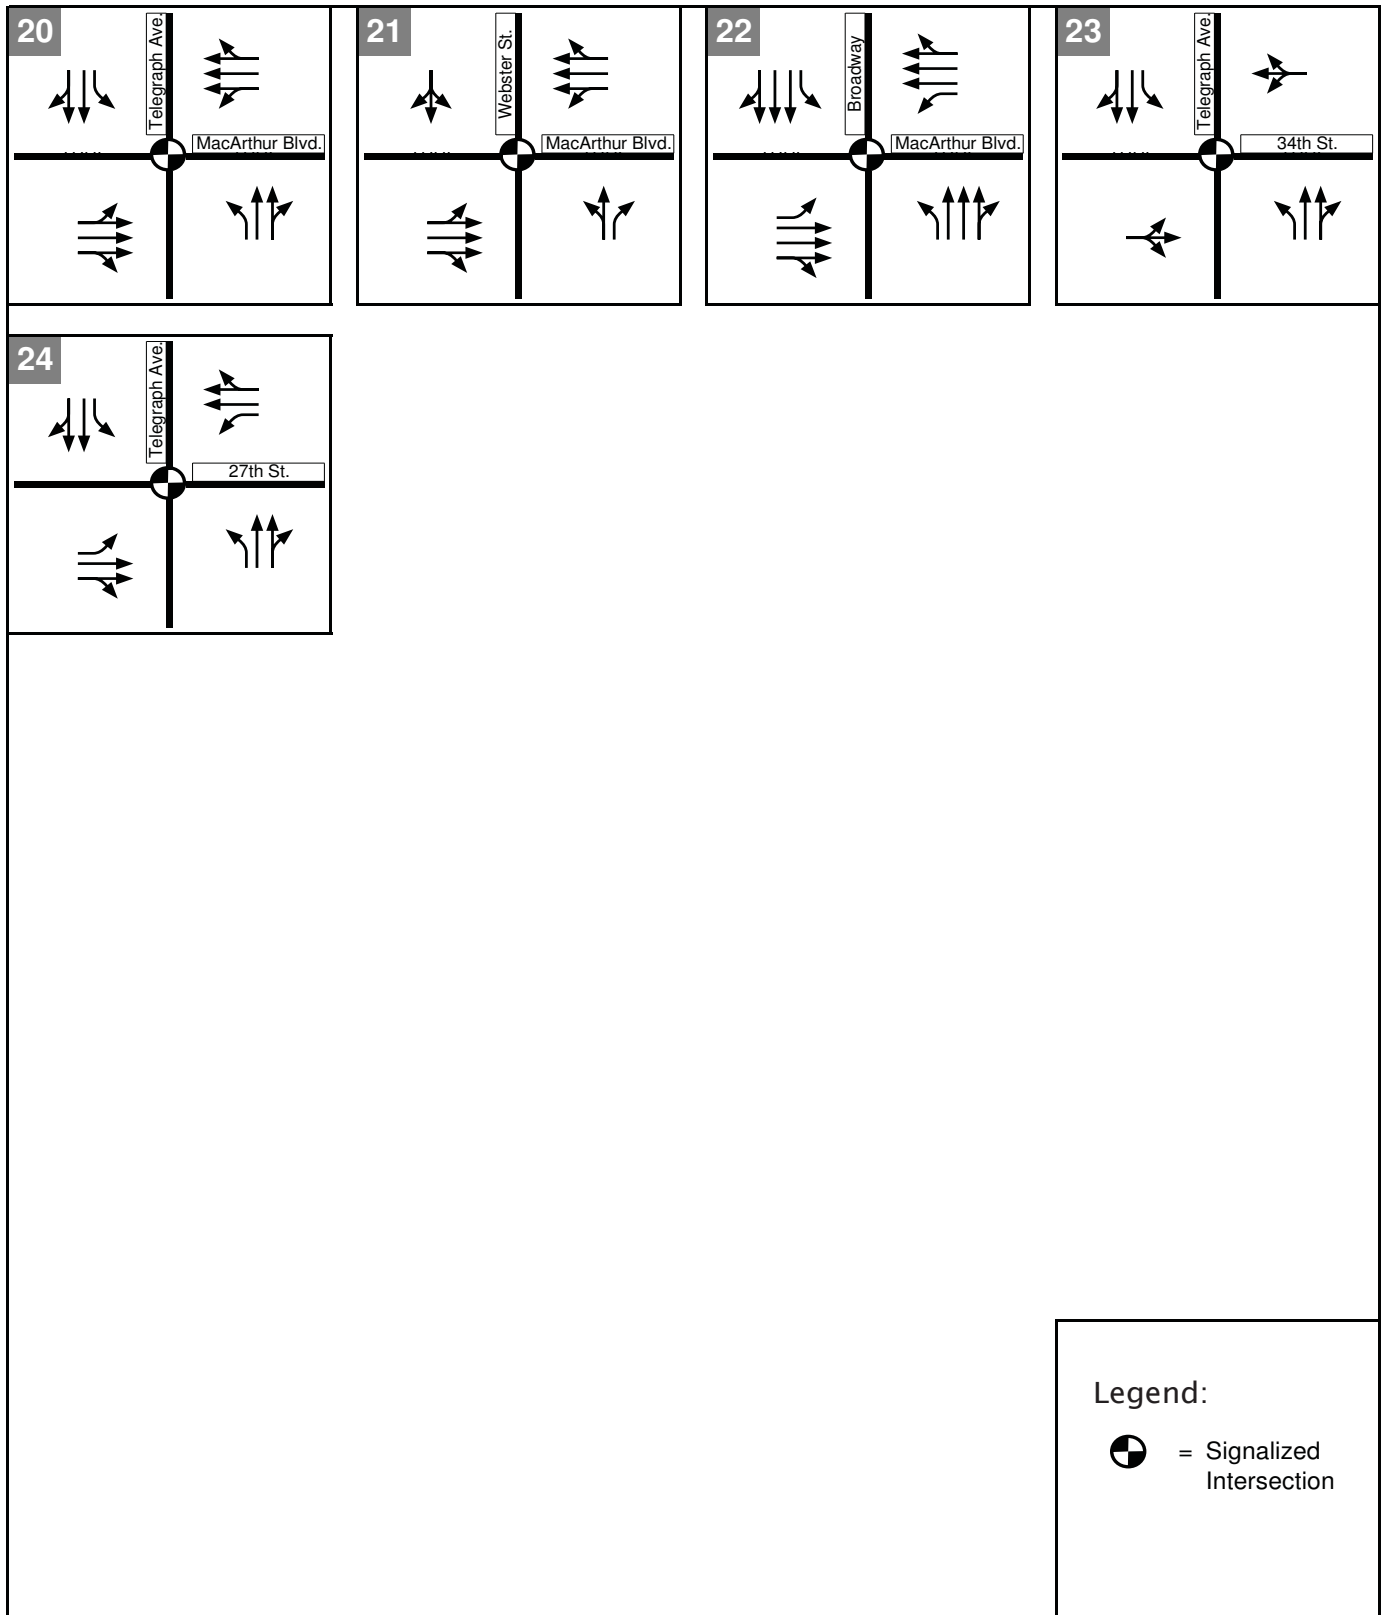 20
Telegraph Ave.
MacArthur Blvd.
21
Webster St.
MacArthur Blvd.
22
Broadway
MacArthur Blvd.
23
Telegraph Ave.
34th St.
24
Telegraph Ave.
27th St.
Legend:
= Signalized
Intersection